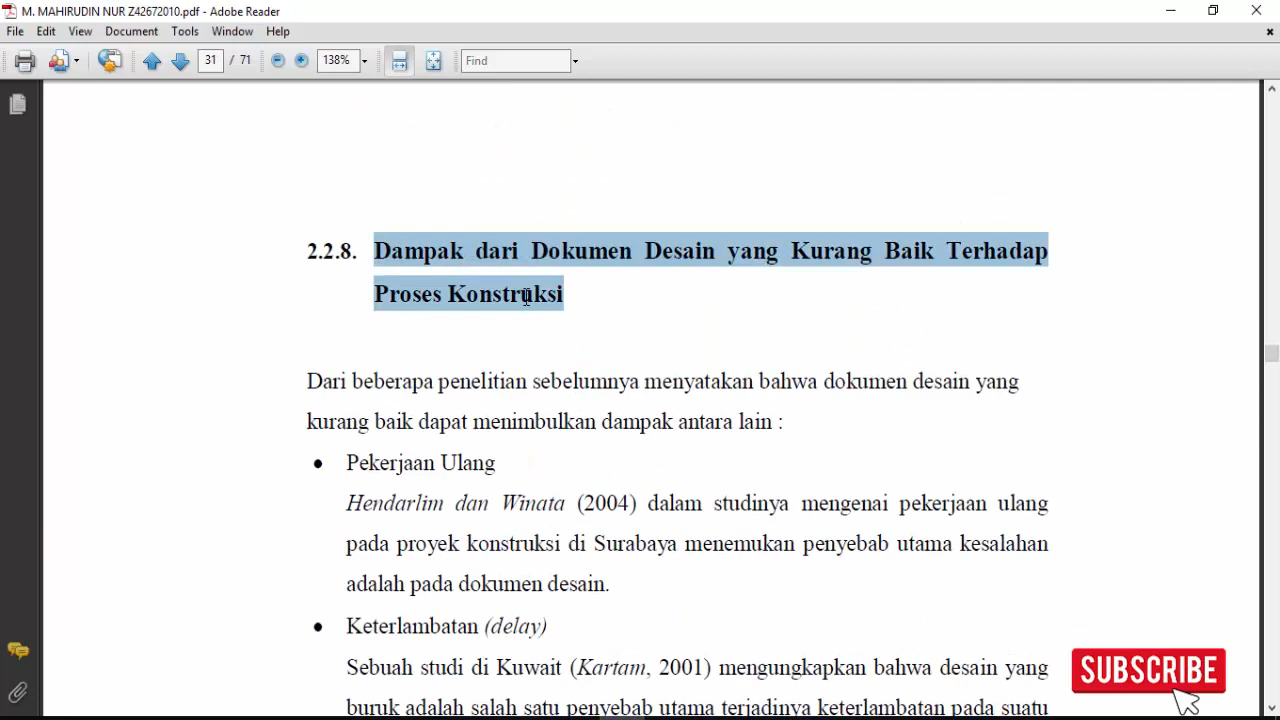 M. MAHIRUDIN NUR Z42672010.pdf - Adobe Reader
File Edit View Document Tools Window Help
31 / 71 138% Find
2.2.8. Dampak dari Dokumen Desain yang Kurang Baik Terhadap
Proses Konstruksi
Dari beberapa penelitian sebelumnya menyatakan bahwa dokumen desain yang
kurang baik dapat menimbulkan dampak antara lain :
• Pekerjaan Ulang
Hendarlim dan Winata (2004) dalam studinya mengenai pekerjaan ulang
pada proyek konstruksi di Surabaya menemukan penyebab utama kesalahan
adalah pada dokumen desain.
• Keterlambatan (delay)
Sebuah studi di Kuwait (Kartam, 2001) mengungkapkan bahwa desain yang
buruk adalah salah satu penyebab utama terjadinya keterlambatan pada suatu
SUBSCRIBE